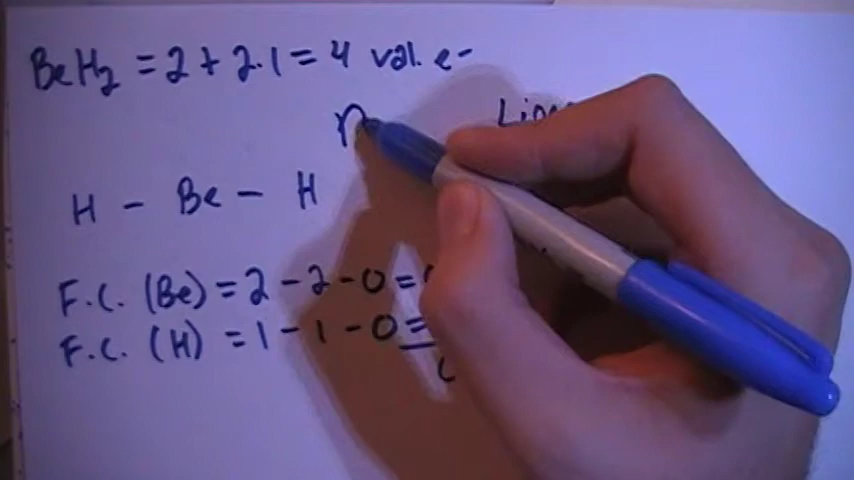 BeH₂ = 2 + 2·1 = 4 val. e-
H - Be - H
F.C. (Be) = 2 - 2 - 0 =
F.C. (H) = 1 - 1 - 0 =